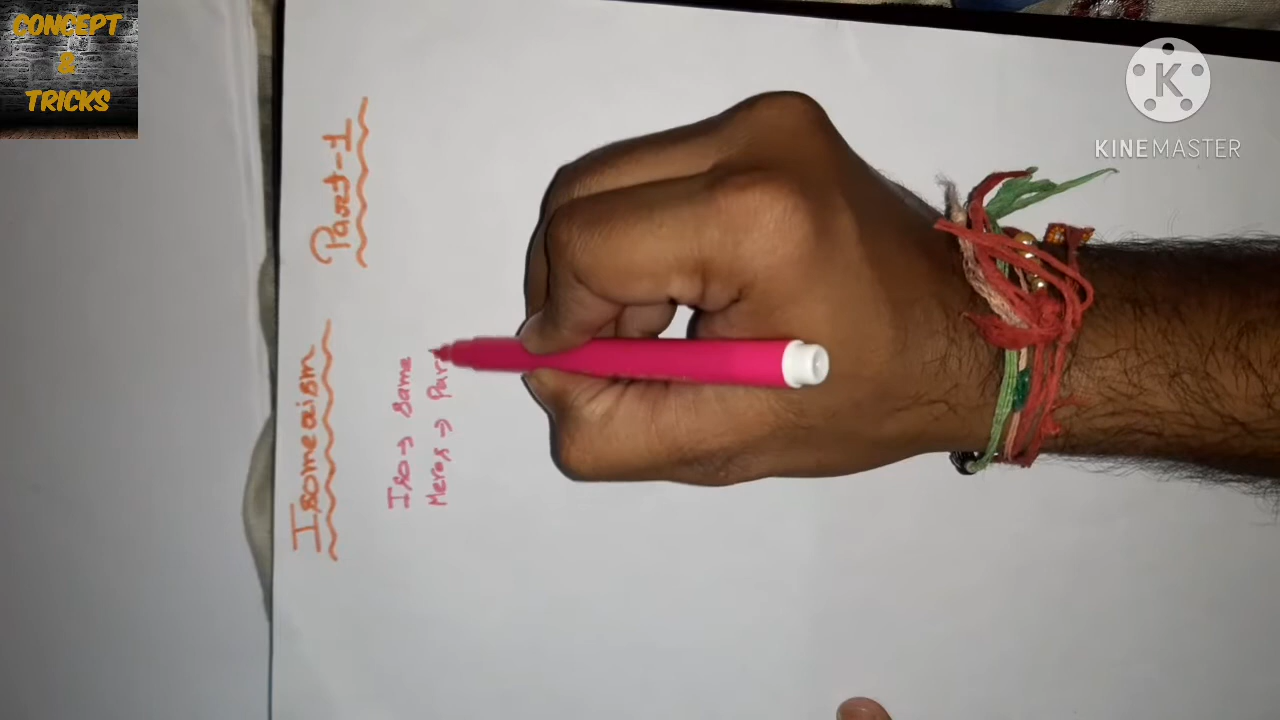 CONCEPT
&
TRICKS
K
KINEMASTER
Isomerism Part-1
Iso → Same
Meros → Par